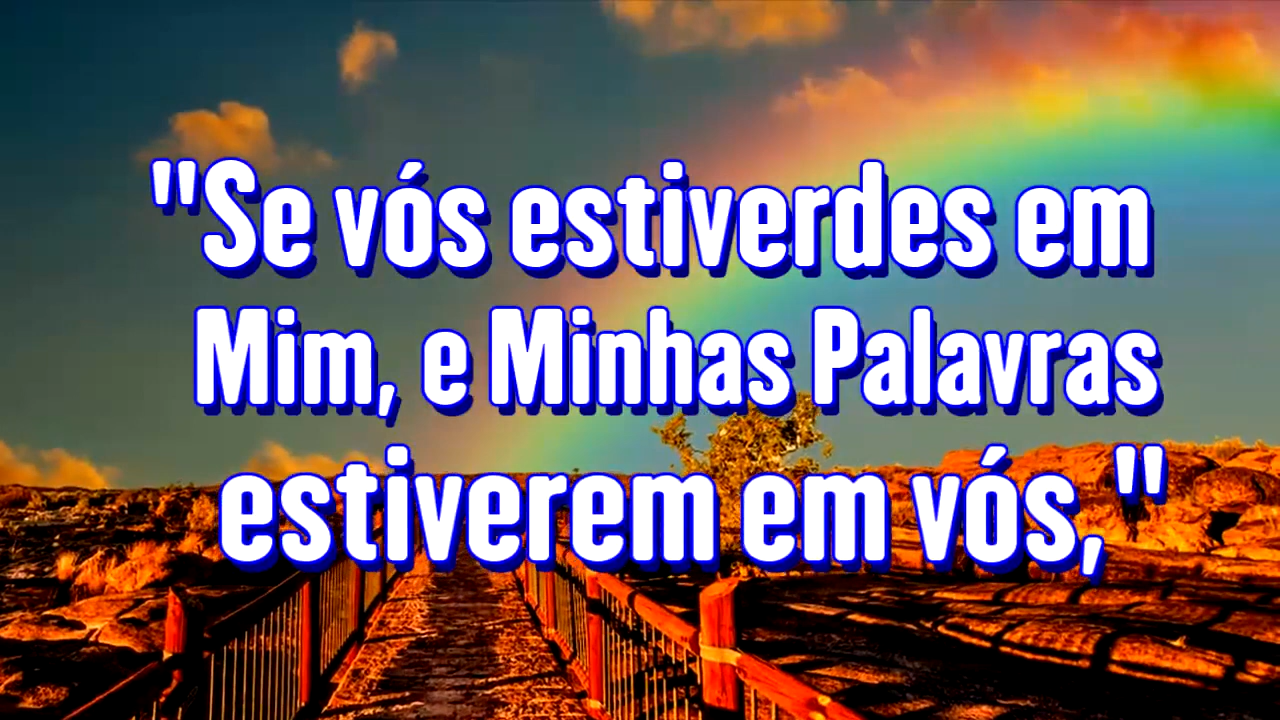 "Se vós estiverdes em
Mim, e Minhas Palavras
estiverem em vós,"